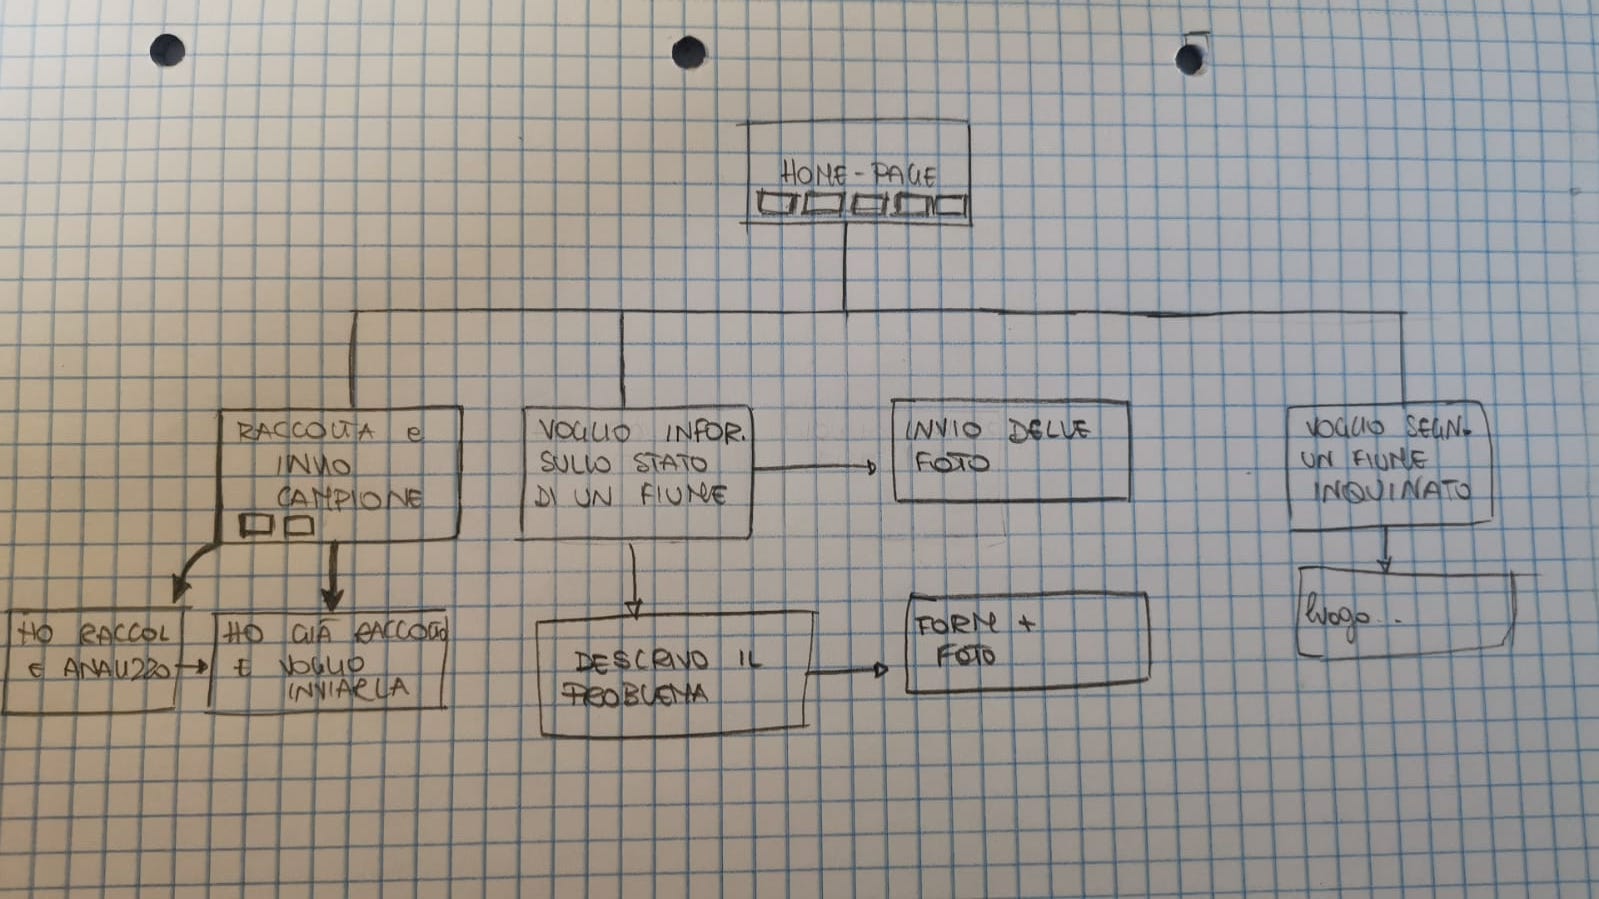 HOME-PAGE
RACCOLTA e
INVIO
CAMPIONE
VOGLIO INFOR.
SULLO STATO
DI UN FIUME
INVIO DELLE
FOTO
VOGLIO SEGN.
UN FIUME
INQUINATO
HO RACCOL
E ANALIZZO
HO GIÀ RACCOLTO
E VOGLIO
INVIARLA
DESCRIVO IL
PROBLEMA
FORM +
FOTO
luogo...